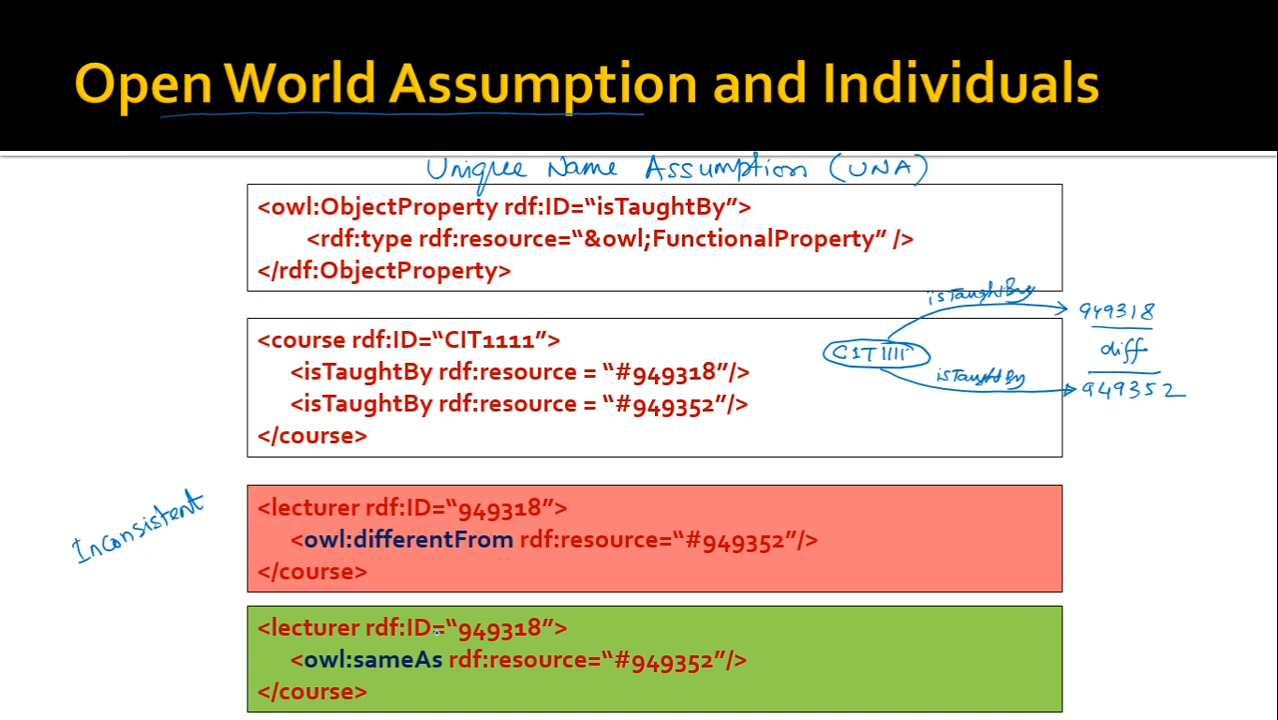 Open World Assumption and Individuals
Unique Name Assumption (UNA)
<owl:ObjectProperty rdf:ID=“isTaughtBy”>
<rdf:type rdf:resource=“&owl;FunctionalProperty” />
</rdf:ObjectProperty>
<course rdf:ID=“CIT1111”>
<isTaughtBy rdf:resource = “#949318”/>
<isTaughtBy rdf:resource = “#949352”/>
</course>
isTaughtBy
949318
CIT1111
diff
isTaughtBy
949352
Inconsistent
<lecturer rdf:ID=“949318”>
<owl:differentFrom rdf:resource=“#949352”/>
</course>
<lecturer rdf:ID=“949318”>
<owl:sameAs rdf:resource=“#949352”/>
</course>